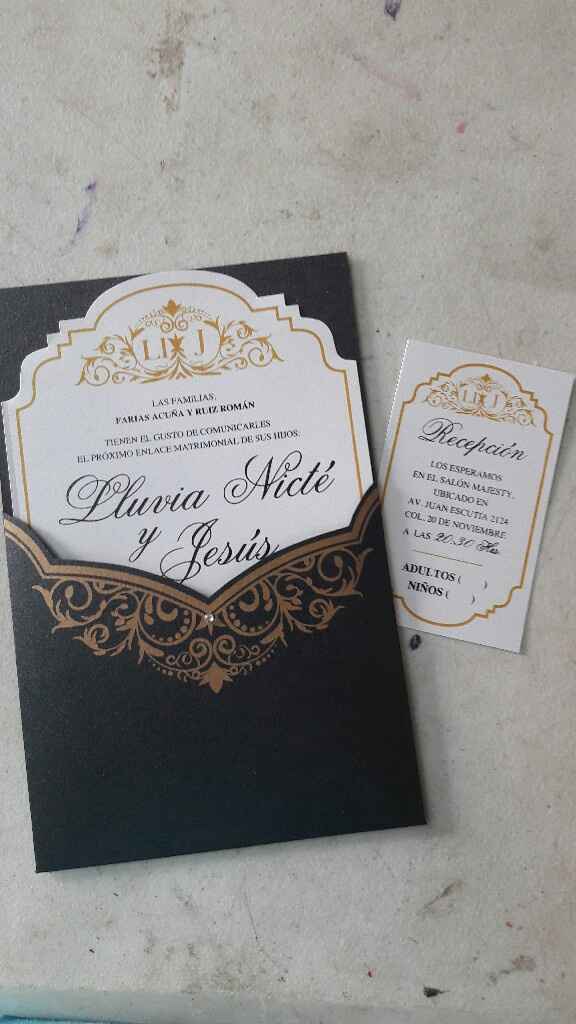 LL J
LAS FAMILIAS:
FARIAS ACUÑA Y RUIZ ROMÁN
TIENEN EL GUSTO DE COMUNICARLES
EL PRÓXIMO ENLACE MATRIMONIAL DE SUS HIJOS:
Lluvia Nicté
y
Jesús
LL J
Recepción
LOS ESPERAMOS
EN EL SALÓN MAJESTY,
UBICADO EN
AV. JUAN ESCUTIA 2124
COL. 20 DE NOVIEMBRE
A LAS 20:30 Hrs
ADULTOS ( )
NIÑOS ( )